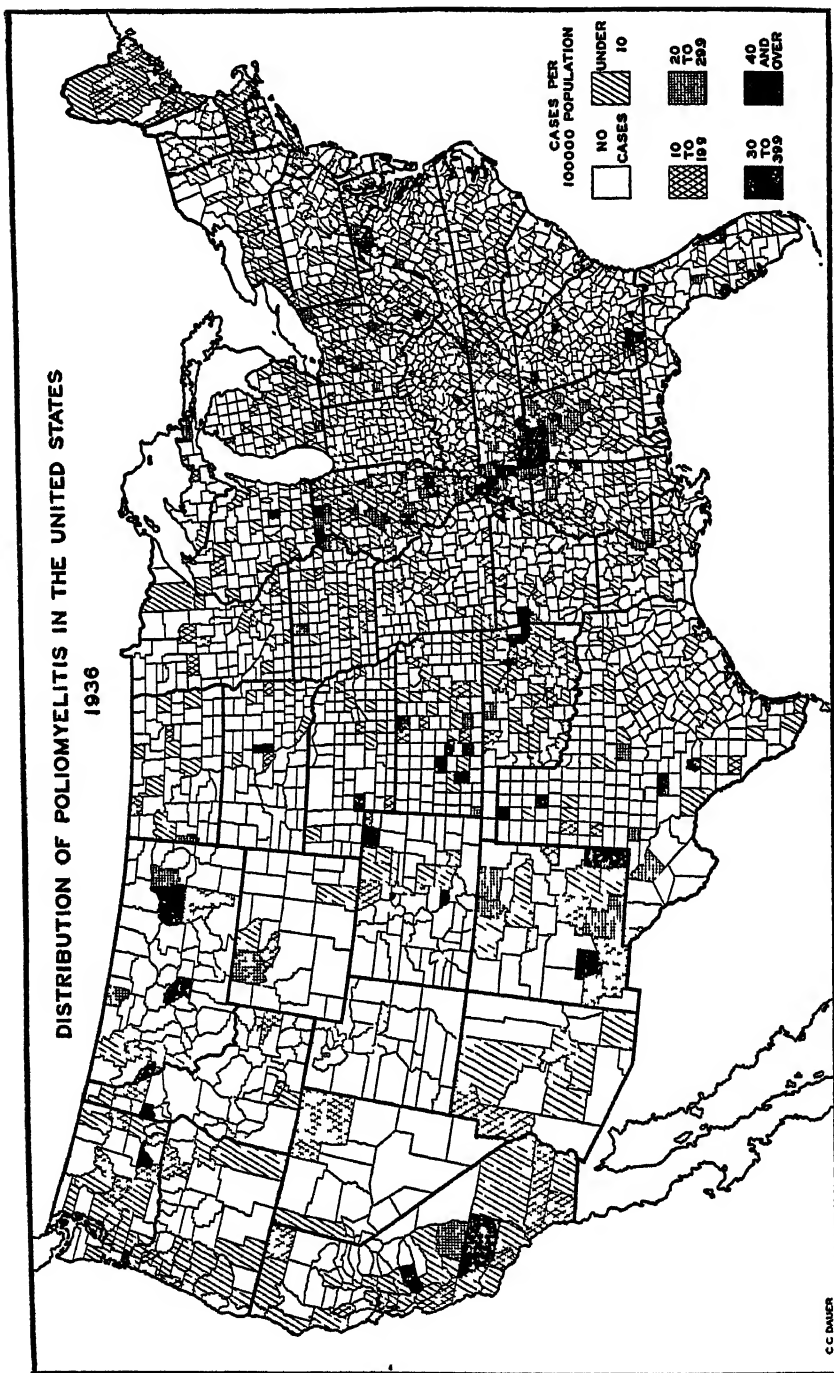 DISTRIBUTION OF POLIOMYELITIS IN THE UNITED STATES
1936
CASES PER
100000 POPULATION
NO
CASES
UNDER
10
10
TO
19.9
20
TO
29.9
30
TO
39.9
40
AND
OVER
C C DAUER